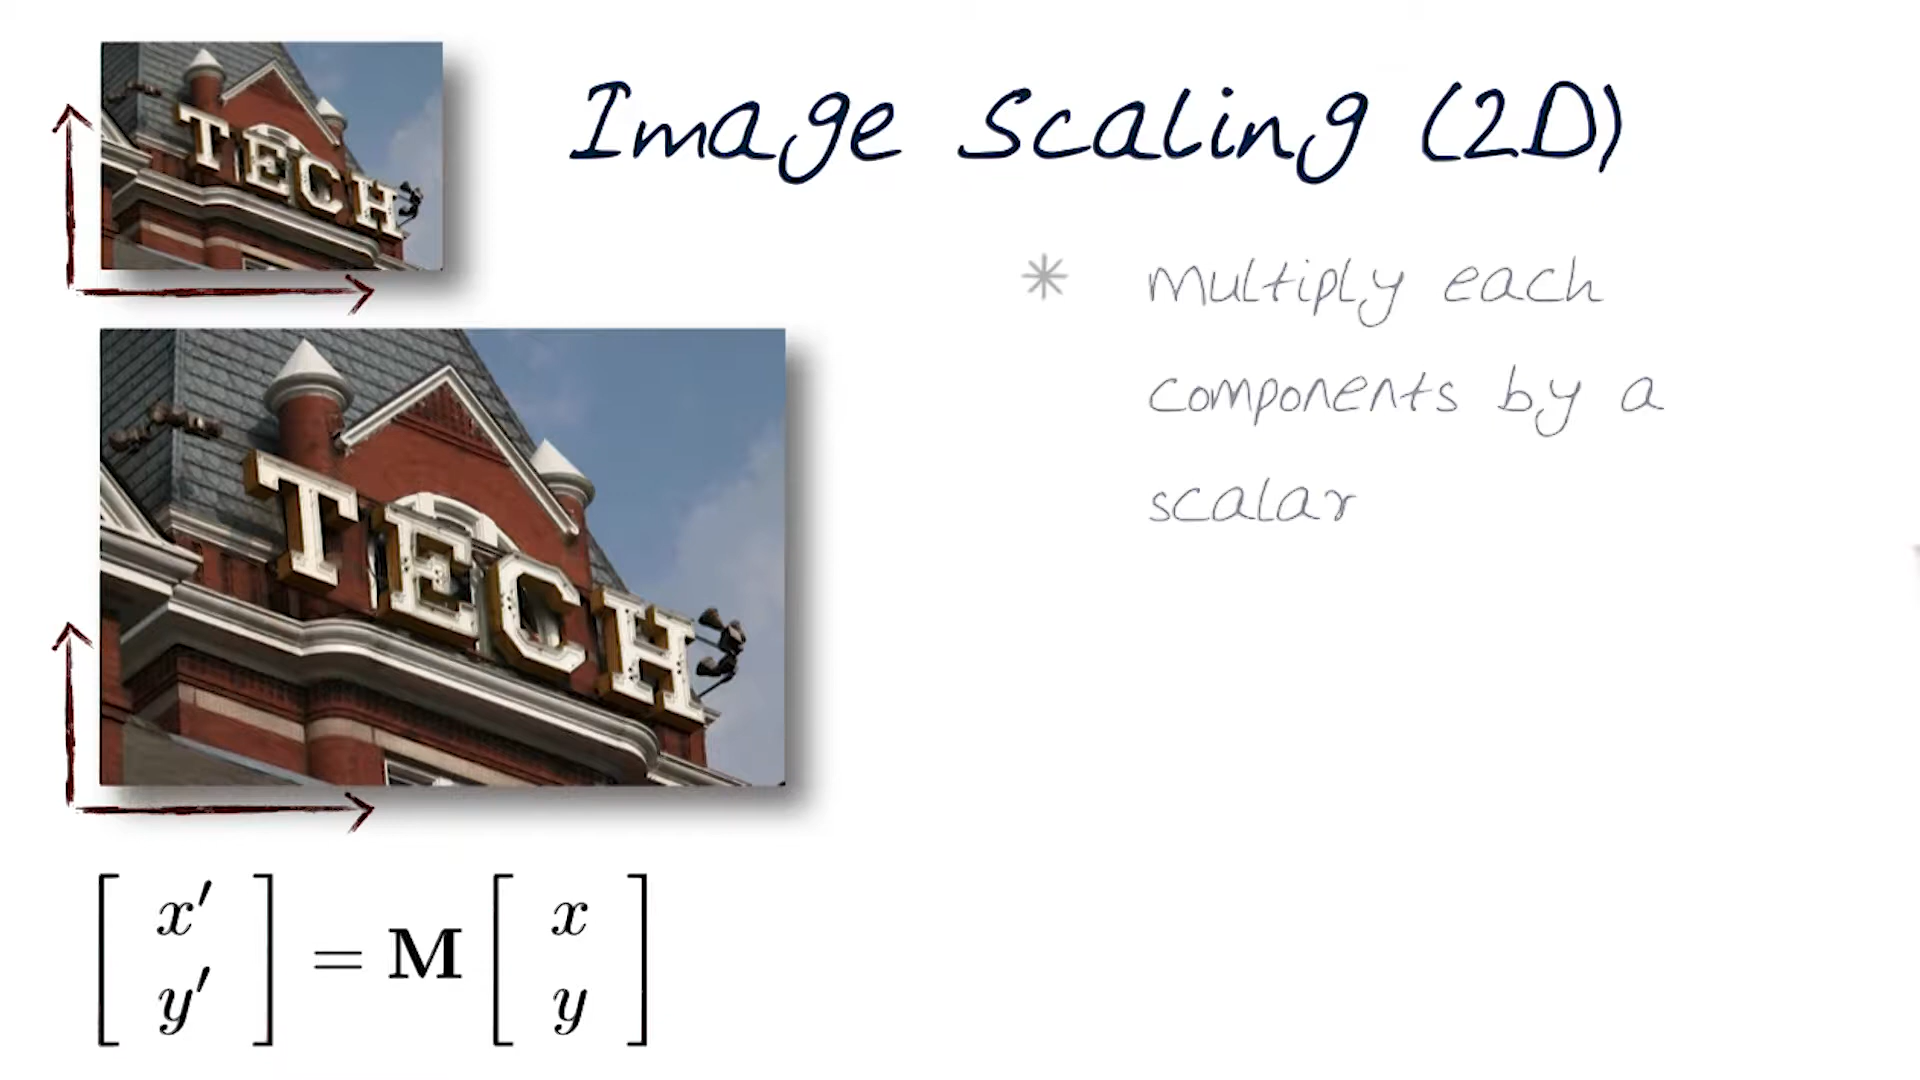 TECH
Image Scaling (2D)
* Multiply each
components by a
scalar
TECH
[ x′ ] = M [ x ]
[ y′ ] [ y ]